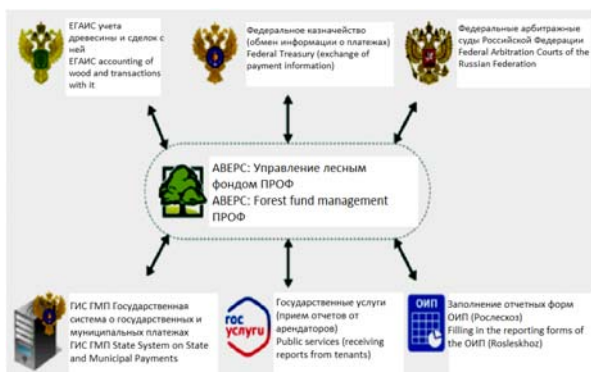 ЕГАИС учета
древесины и сделок с
ней
ЕГАИС accounting
of wood and transactions
with it
Федеральное казначейство
(обмен информации о платежах)
Federal Treasury (exchange of
payment information)
Федеральные арбитражные
суды Российской Федерации
Federal Arbitration Courts of the
Russian Federation
АВЕРС: Управление лесным
фондом ПРОФ
АВЕРС: Forest fund management
ПРОФ
ГИС ГМП Государственная
система о государственных и
муниципальных платежах
ГИС ГМП State System on State
and Municipal Payments
гос
услуги
Государственные услуги
(прием отчетов от
арендаторов)
Public services (receiving
reports from tenants)
ОИП
Заполнение отчетных форм
ОИП (Рослесхоз)
Filling in the reporting forms of
the ОИП (Rosleskhoz)